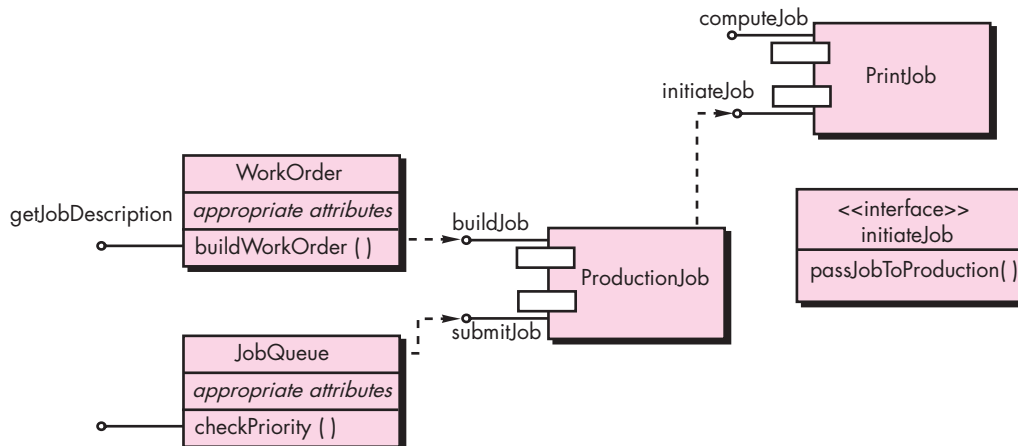 computeJob
PrintJob
initiateJob
WorkOrder
getJobDescription
appropriate attributes
buildWorkOrder ( )
buildJob
<<interface>>
initiateJob
passJobToProduction( )
ProductionJob
submitJob
JobQueue
appropriate attributes
checkPriority ( )